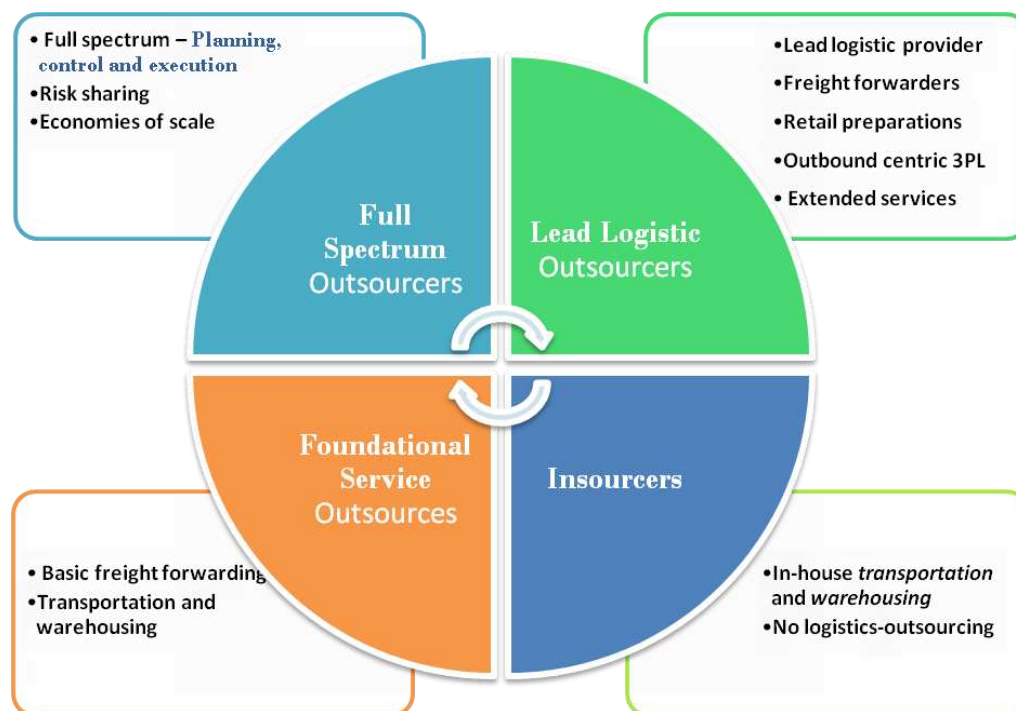 • Full spectrum – Planning,
control and execution
•Risk sharing
•Economies of scale
•Lead logistic provider
•Freight forwarders
•Retail preparations
•Outbound centric 3PL
• Extended services
Full
Spectrum
Outsourcers
Lead Logistic
Outsourcers
Foundational
Service
Outsources
Insourcers
• Basic freight forwarding
•Transportation and
warehousing
•In-house transportation
and warehousing
•No logistics-outsourcing